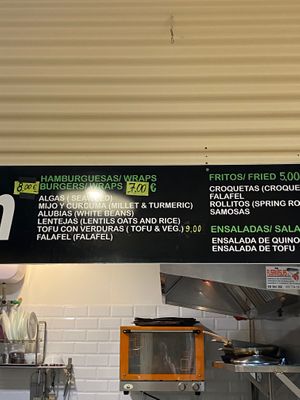 HAMBURGUESAS/ WRAPS
8,00€ BURGERS/WRAPS 7,00 €
ALGAS ( SEAWEED)
MIJO Y CURCUMA (MILLET & TURMERIC)
ALUBIAS (WHITE BEANS)
LENTEJAS (LENTILS OATS AND RICE)
TOFU CON VERDURAS ( TOFU & VEG.) 9,00
FALAFEL (FALAFEL)
FRITOS/ FRIED 5,00
CROQUETAS (CROQUE
FALAFEL
ROLLITOS (SPRING RO
SAMOSAS
ENSALADAS/ SALA
ENSALADA DE QUINO
ENSALADA DE TOFU